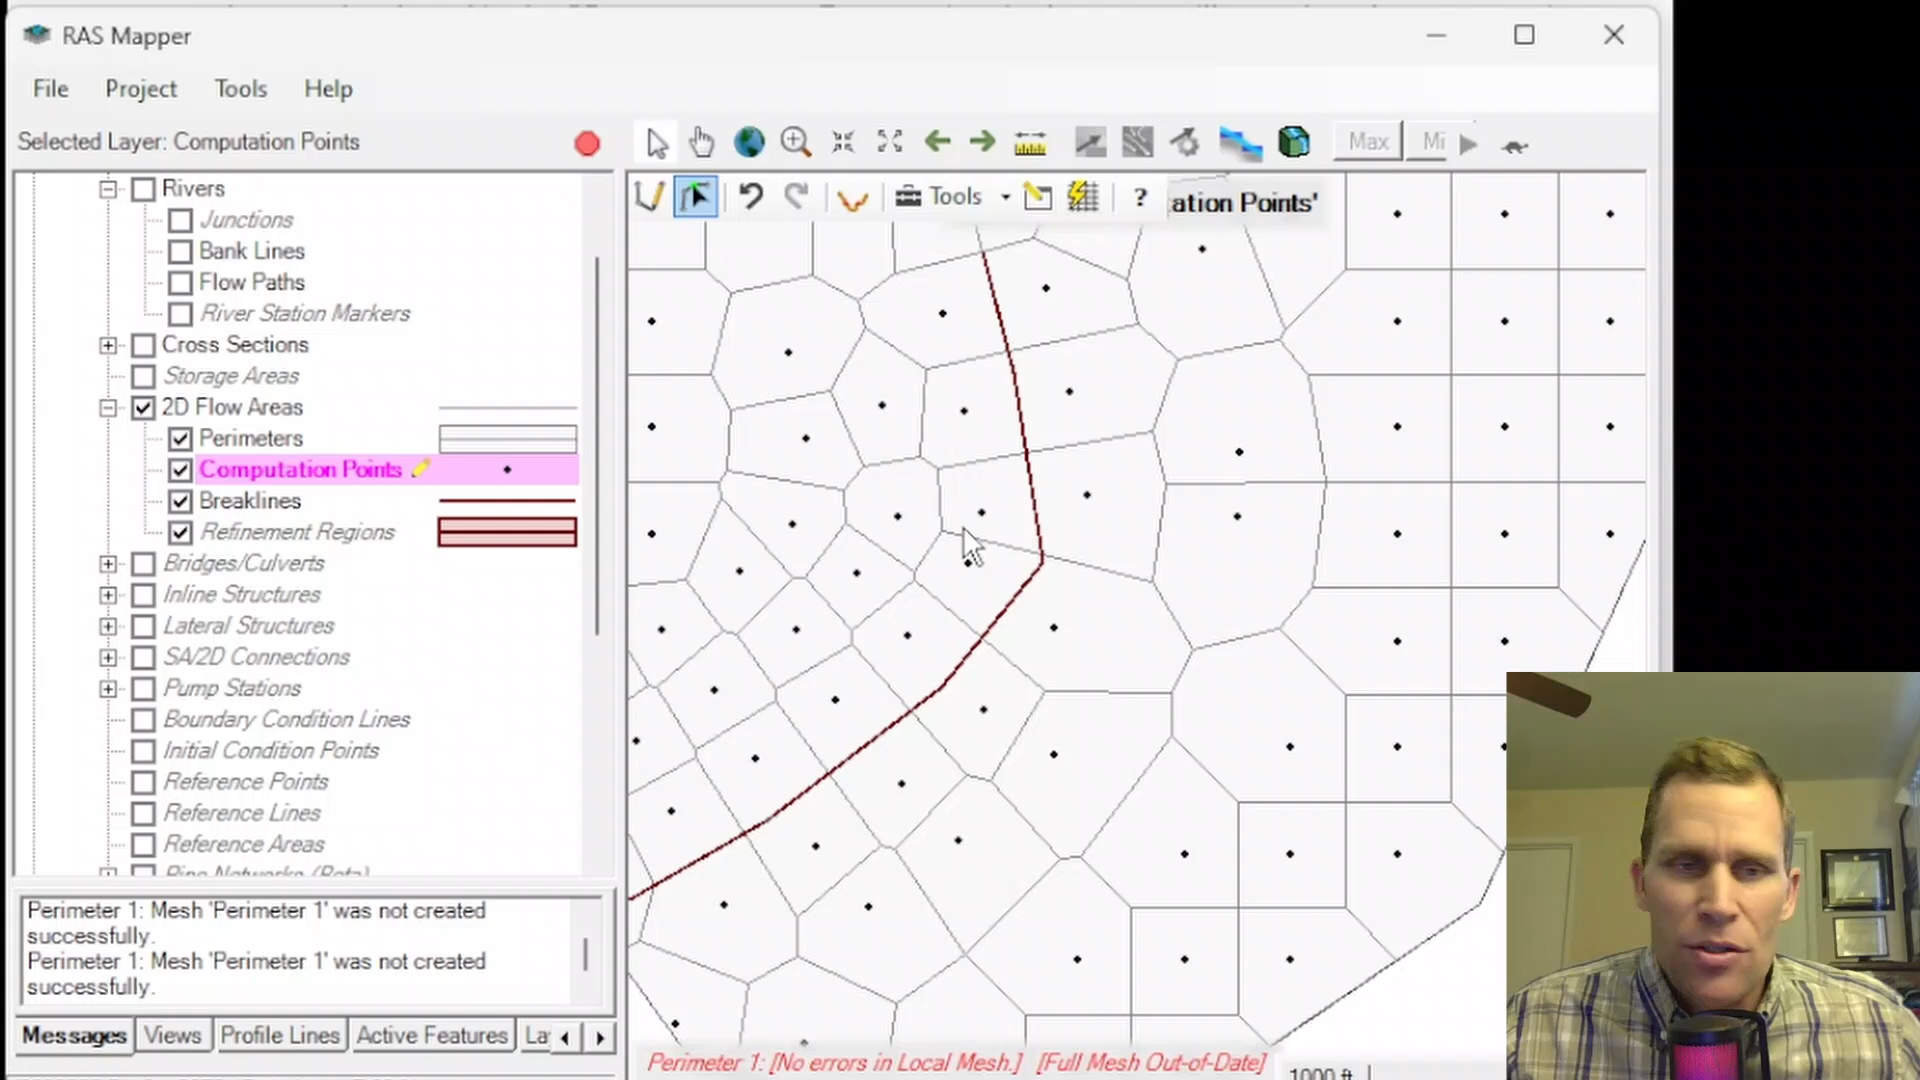 RAS Mapper
File Project Tools Help
Selected Layer: Computation Points
Max Mi
Tools ? ation Points'
Rivers
Junctions
Bank Lines
Flow Paths
River Station Markers
Cross Sections
Storage Areas
2D Flow Areas
Perimeters
Computation Points
Breaklines
Refinement Regions
Bridges/Culverts
Inline Structures
Lateral Structures
SA/2D Connections
Pump Stations
Boundary Condition Lines
Initial Condition Points
Reference Points
Reference Lines
Reference Areas
Pipe Networks (Beta)
Perimeter 1: Mesh 'Perimeter 1' was not created
successfully.
Perimeter 1: Mesh 'Perimeter 1' was not created
successfully.
Messages Views Profile Lines Active Features La
Perimeter 1: [No errors in Local Mesh.] [Full Mesh Out-of-Date]
1000 ft